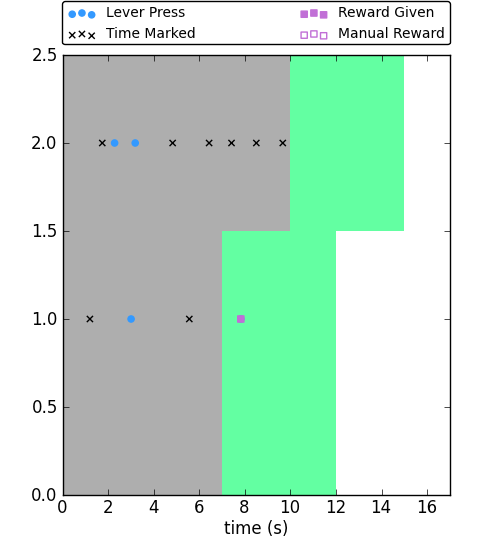 Lever Press
Time Marked
Reward Given
Manual Reward
2.5
2.0
1.5
1.0
0.5
0.0
0 2 4 6 8 10 12 14 16
time (s)